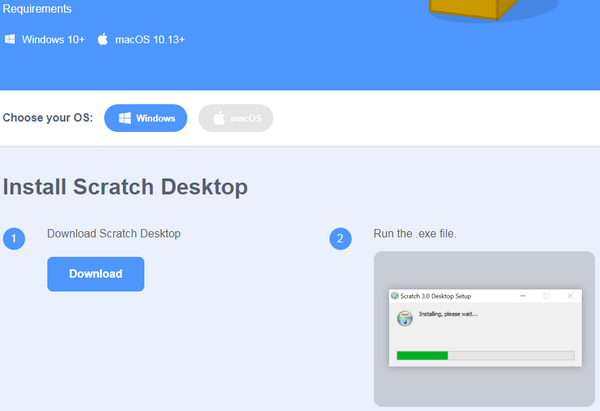 Requirements
Windows 10+ macOS 10.13+
Choose your OS: Windows macOS
Install Scratch Desktop
1 Download Scratch Desktop
Download
2 Run the .exe file.
Scratch 3.0 Desktop Setup
Installing, please wait...